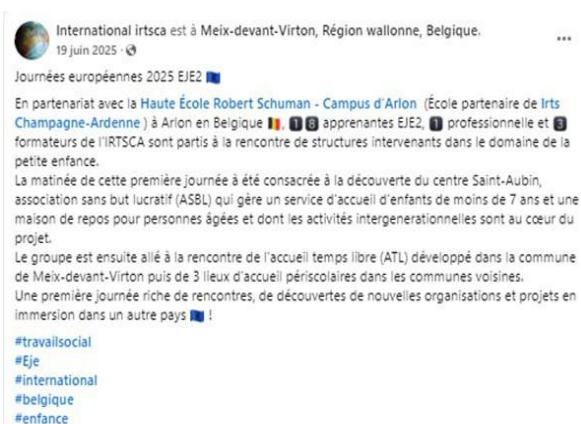 International irtsca est à Meix-devant-Virton, Région wallonne, Belgique.
19 juin 2025 ·
Journées européennes 2025 EJE2 🇪🇺
En partenariat avec la Haute École Robert Schuman - Campus d'Arlon (École partenaire de Irts
Champagne-Ardenne ) à Arlon en Belgique 🇧🇪, 1️⃣8️⃣ apprenantes EJE2, 1️⃣ professionnelle et 3️⃣
formateurs de l'IRTSCA sont partis à la rencontre de structures intervenants dans le domaine de la
petite enfance.
La matinée de cette première journée à été consacrée à la découverte du centre Saint-Aubin,
association sans but lucratif (ASBL) qui gère un service d'accueil d'enfants de moins de 7 ans et une
maison de repos pour personnes âgées et dont les activités intergenerationnelles sont au cœur du
projet.
Le groupe est ensuite allé à la rencontre de l'accueil temps libre (ATL) développé dans la commune
de Meix-devant-Virton puis de 3 lieux d'accueil périscolaires dans les communes voisines.
Une première journée riche de rencontres, de découvertes de nouvelles organisations et projets en
immersion dans un autre pays 🇪🇺 !
#travailsocial
#Eje
#international
#belgique
#enfance